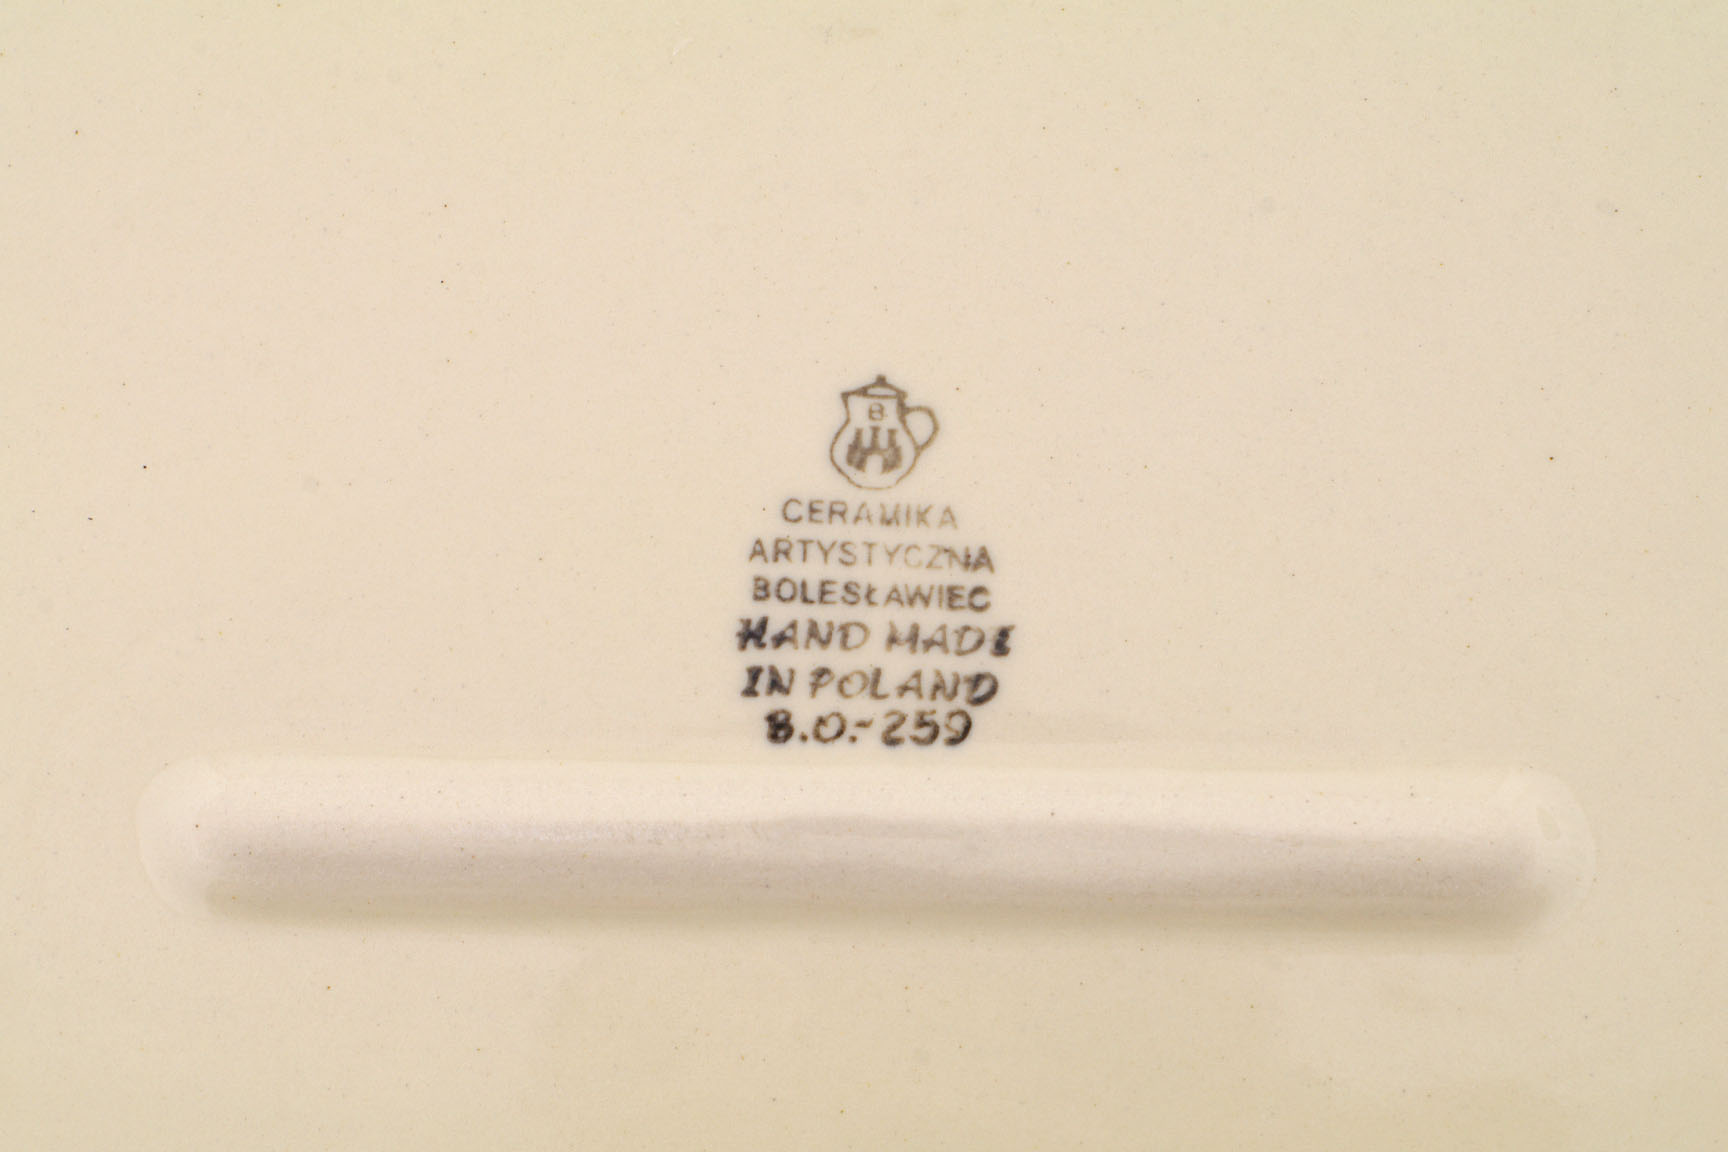 B
CERAMIKA
ARTYSTYCZNA
BOLESŁAWIEC
HAND MADE
IN POLAND
B.O.-259